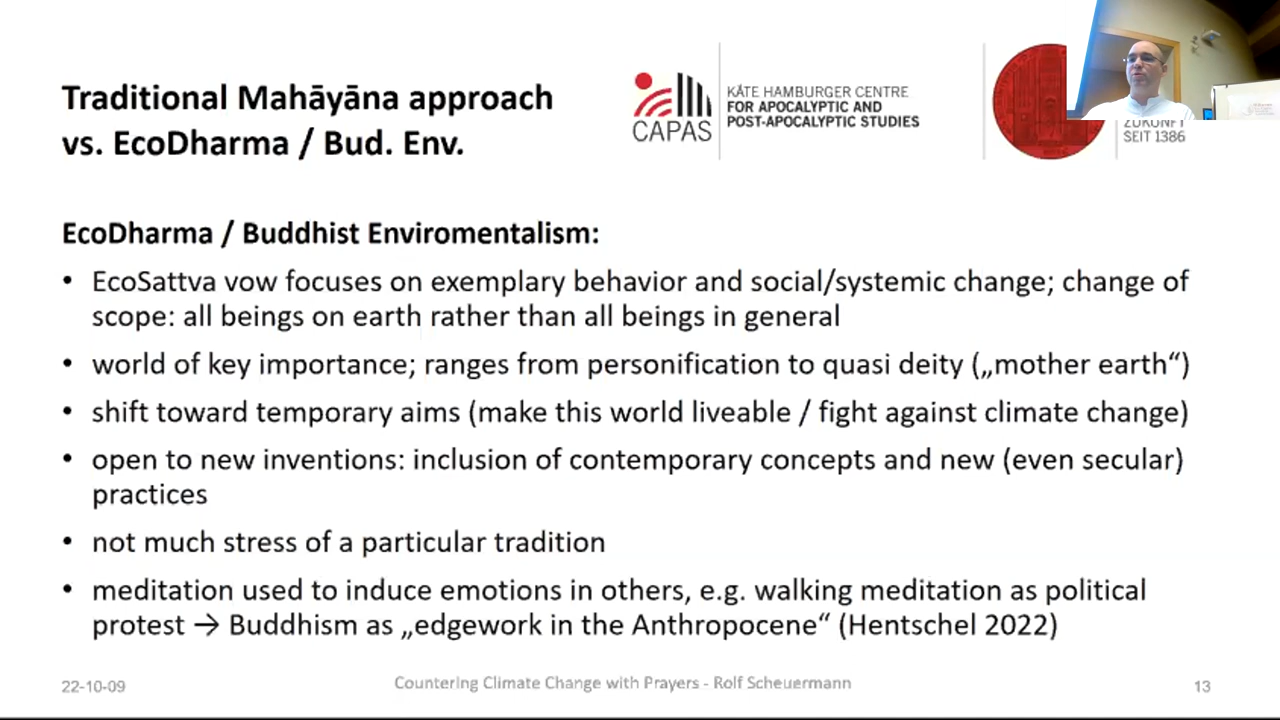 Traditional Mahāyāna approach
vs. EcoDharma / Bud. Env.
CAPAS
KÄTE HAMBURGER CENTRE
FOR APOCALYPTIC AND
POST-APOCALYPTIC STUDIES
ZUKUNFT
SEIT 1386
EcoDharma / Buddhist Enviromentalism:
• EcoSattva vow focuses on exemplary behavior and social/systemic change; change of
scope: all beings on earth rather than all beings in general
• world of key importance; ranges from personification to quasi deity („mother earth“)
• shift toward temporary aims (make this world liveable / fight against climate change)
• open to new inventions: inclusion of contemporary concepts and new (even secular)
practices
• not much stress of a particular tradition
• meditation used to induce emotions in others, e.g. walking meditation as political
protest → Buddhism as „edgework in the Anthropocene“ (Hentschel 2022)
22-10-09
Countering Climate Change with Prayers - Rolf Scheuermann
13